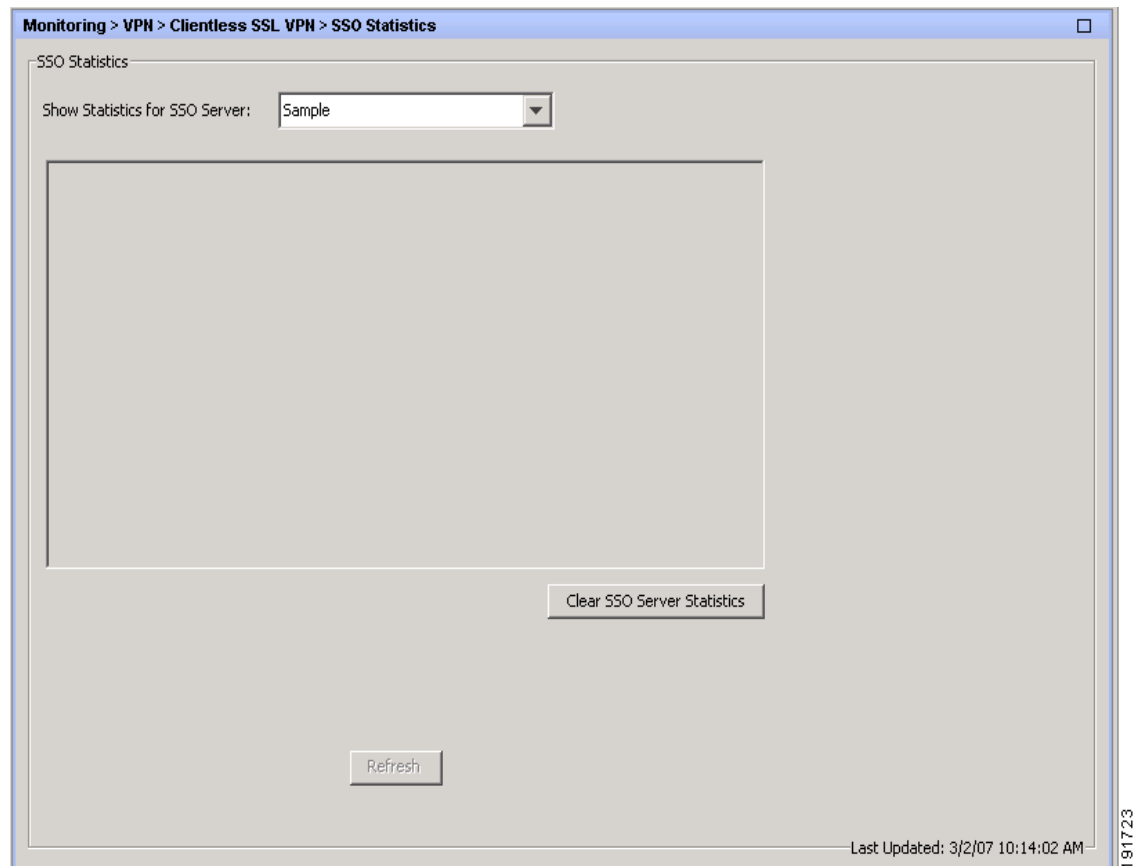 Monitoring > VPN > Clientless SSL VPN > SSO Statistics
SSO Statistics
Show Statistics for SSO Server: Sample
Clear SSO Server Statistics
Refresh
Last Updated: 3/2/07 10:14:02 AM
191723